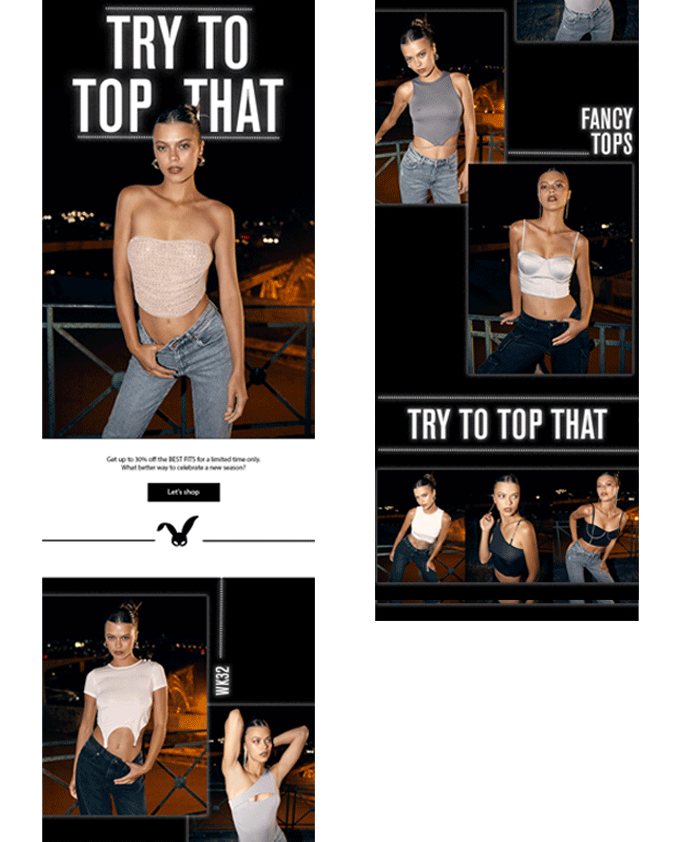 TRY TO
TOP THAT
Get up to 30% off the BEST FITS for a limited time only.
What better way to celebrate a new season?
Let's shop
WK32
FANCY
TOPS
TRY TO TOP THAT